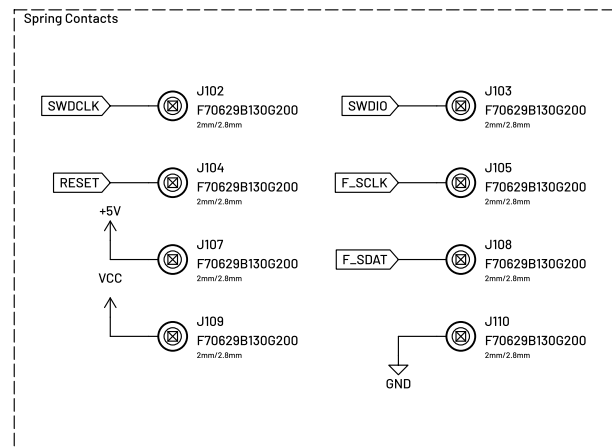 Spring Contacts
SWDCLK
J102
F70629B130G200
2mm/2.8mm
SWDIO
J103
F70629B130G200
2mm/2.8mm
RESET
J104
F70629B130G200
2mm/2.8mm
F_SCLK
J105
F70629B130G200
2mm/2.8mm
+5V
J107
F70629B130G200
2mm/2.8mm
F_SDAT
J108
F70629B130G200
2mm/2.8mm
VCC
J109
F70629B130G200
2mm/2.8mm
J110
F70629B130G200
2mm/2.8mm
GND